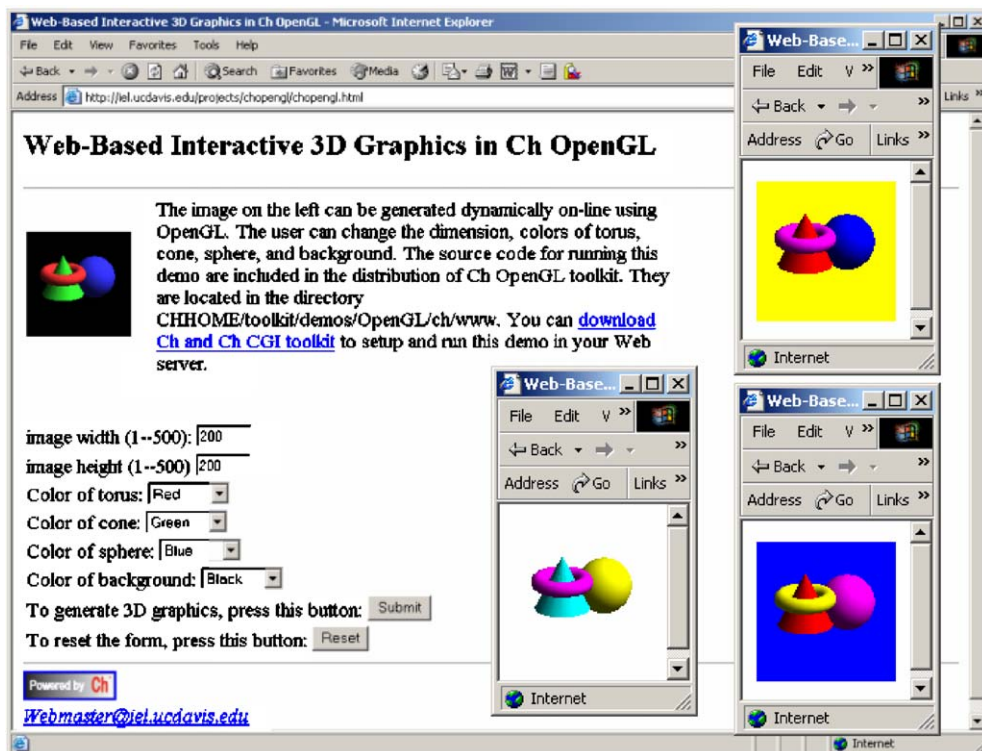 Web-Based Interactive 3D Graphics in Ch OpenGL - Microsoft Internet Explorer
File Edit View Favorites Tools Help
Back Search Favorites Media
Address http://iel.ucdavis.edu/projects/chopengl/chopengl.html Links »
Web-Based Interactive 3D Graphics in Ch OpenGL
The image on the left can be generated dynamically on-line using
OpenGL. The user can change the dimension, colors of torus,
cone, sphere, and background. The source code for running this
demo are included in the distribution of Ch OpenGL toolkit. They
are located in the directory
CHHOME/toolkit/demos/OpenGL/ch/www. You can download
Ch and Ch CGI toolkit to setup and run this demo in your Web
server.
image width (1--500): 200
image height (1--500) 200
Color of torus: Red
Color of cone: Green
Color of sphere: Blue
Color of background: Black
To generate 3D graphics, press this button: Submit
To reset the form, press this button: Reset
Powered by Ch
Webmaster@iel.ucdavis.edu
Internet
Web-Base...
File Edit V »
Back »
Address Go Links »
Internet
Web-Base...
File Edit V »
Back »
Address Go Links »
Internet
Web-Base...
File Edit V »
Back »
Address Go Links »
Internet